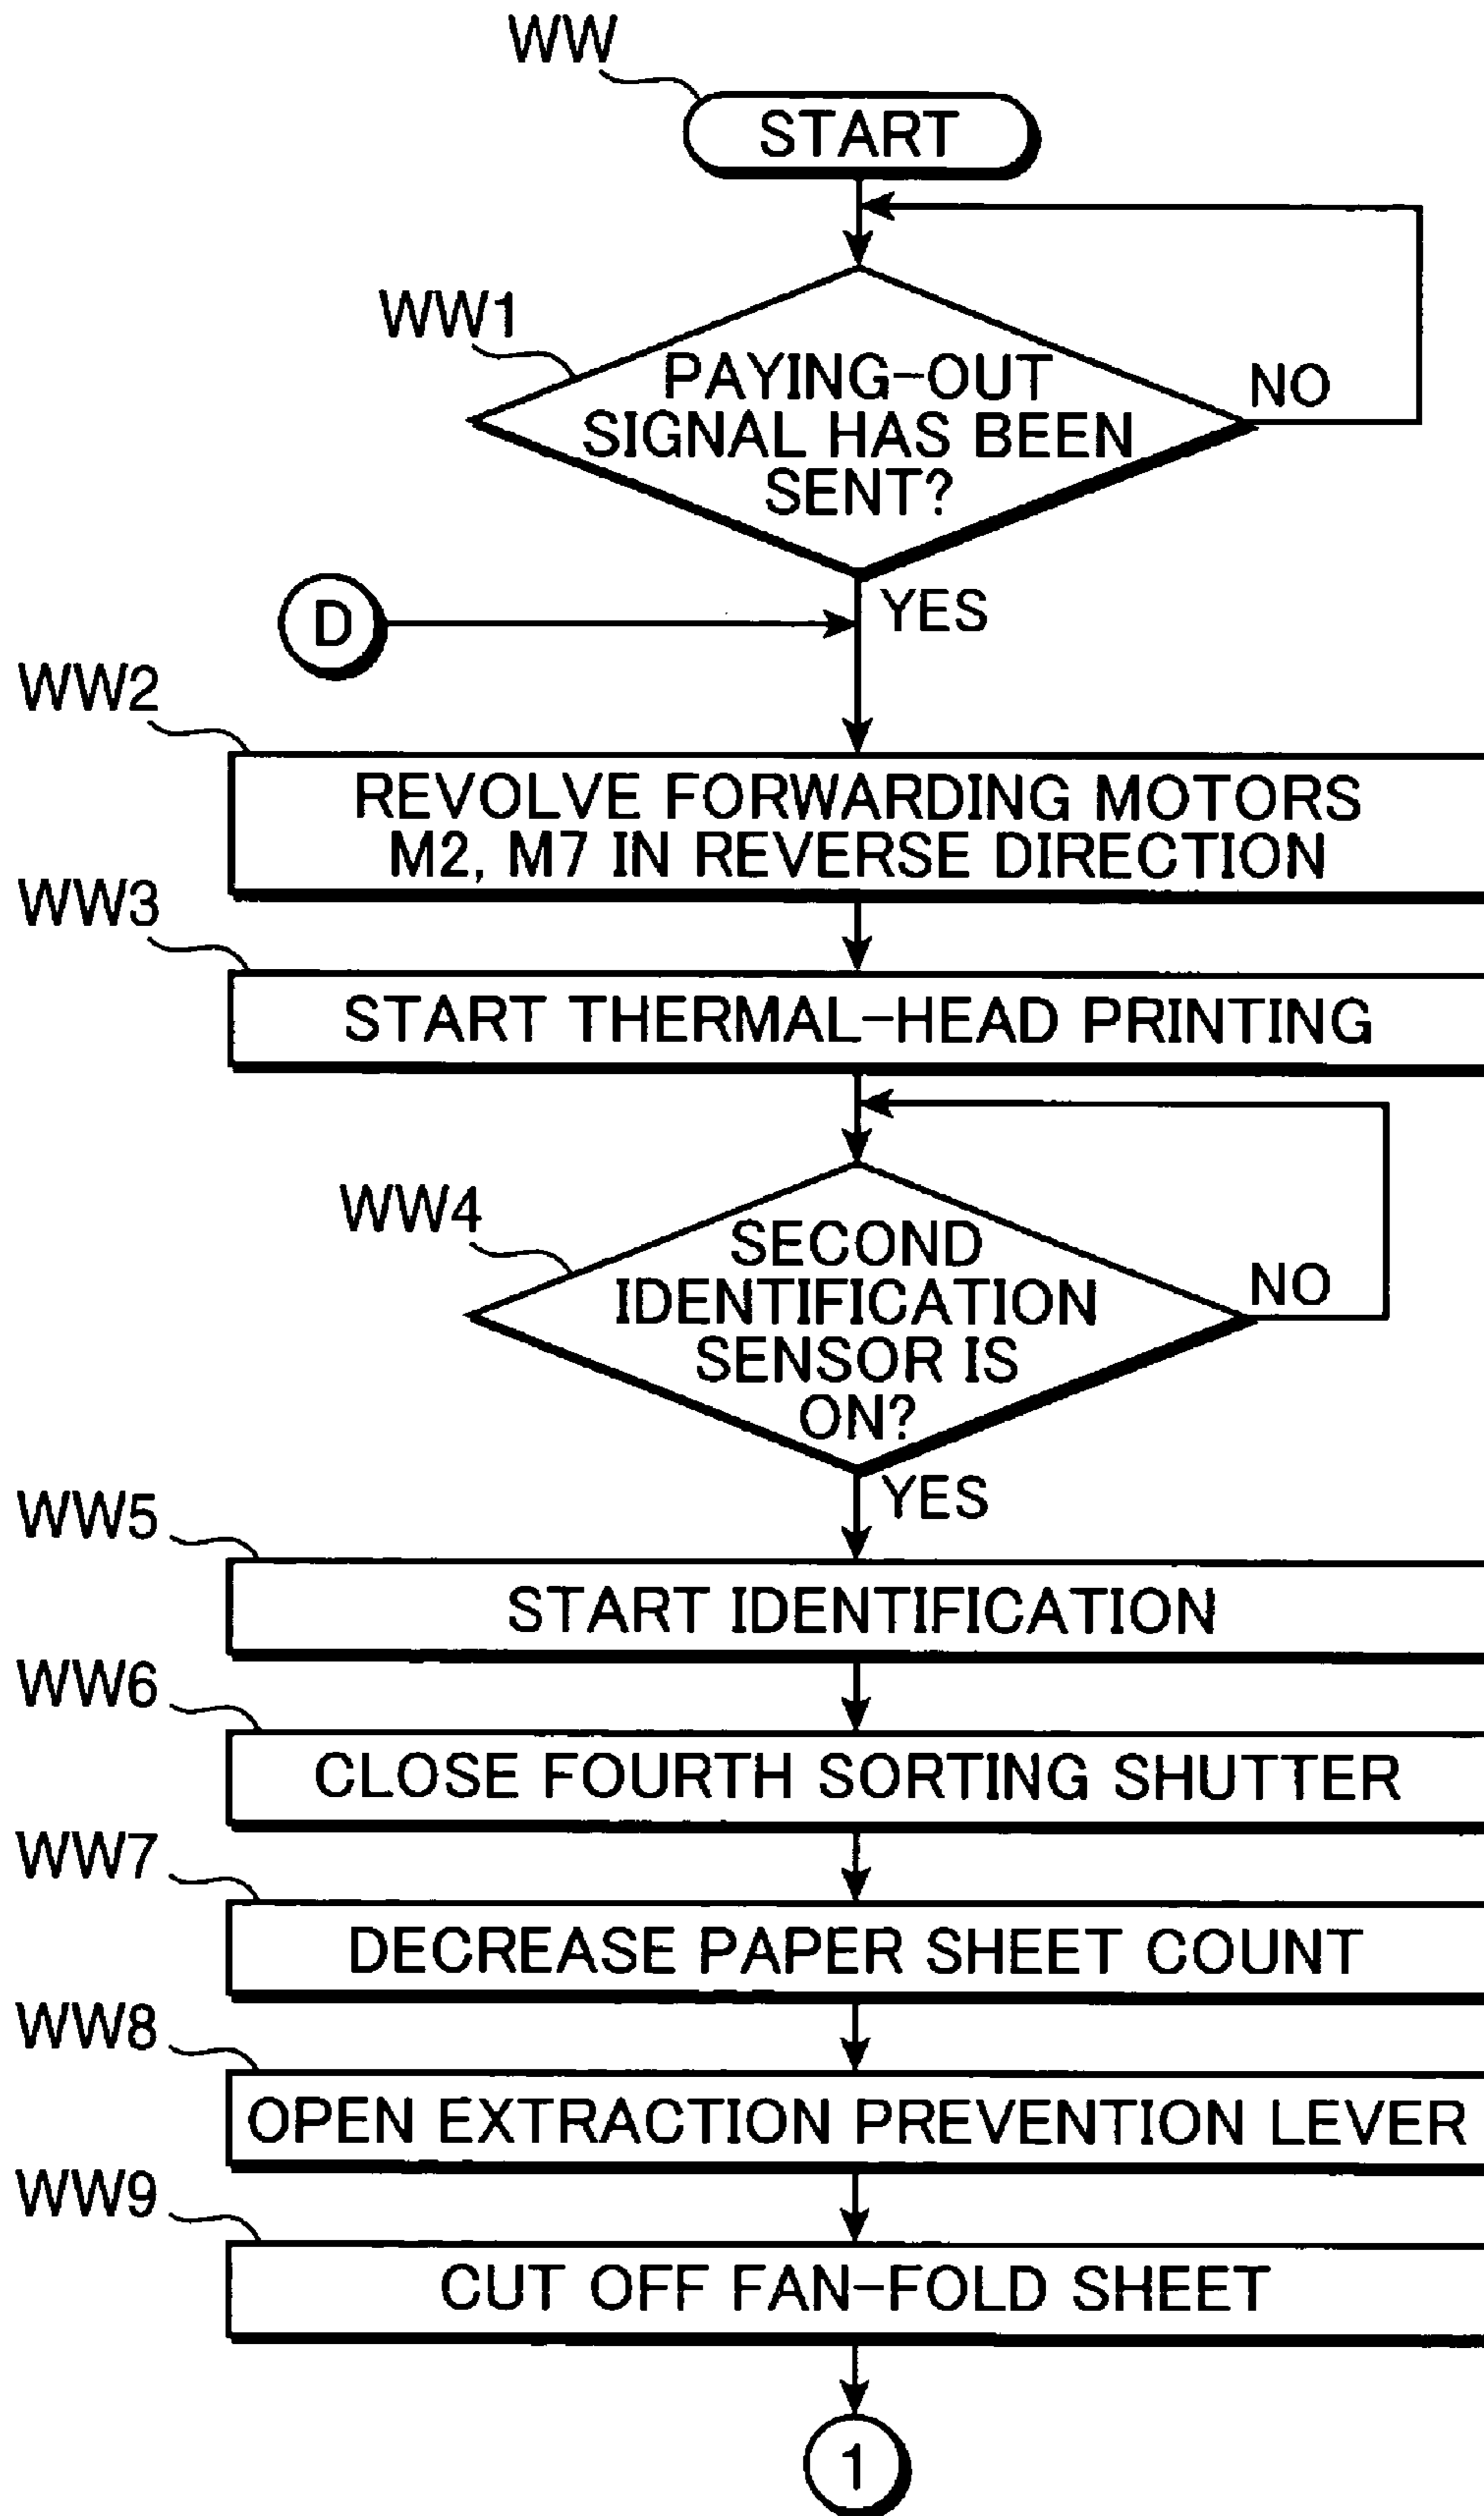 WW
START
WW1
PAYING-OUT
SIGNAL HAS BEEN
SENT?
NO
YES
D
WW2
REVOLVE FORWARDING MOTORS
M2, M7 IN REVERSE DIRECTION
WW3
START THERMAL-HEAD PRINTING
WW4
SECOND
IDENTIFICATION
SENSOR IS
ON?
NO
YES
WW5
START IDENTIFICATION
WW6
CLOSE FOURTH SORTING SHUTTER
WW7
DECREASE PAPER SHEET COUNT
WW8
OPEN EXTRACTION PREVENTION LEVER
WW9
CUT OFF FAN-FOLD SHEET
1